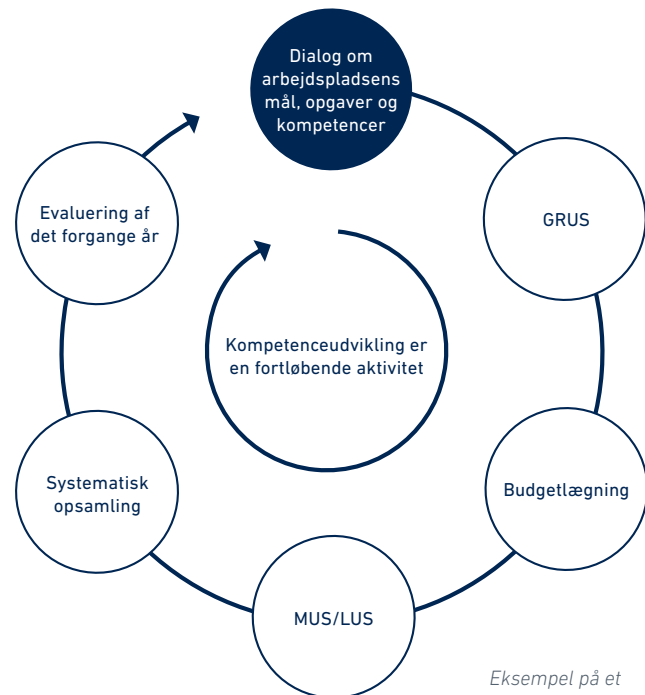 Dialog om
arbejdspladsens
mål, opgaver og
kompetencer
GRUS
Budgetlægning
MUS/LUS
Systematisk
opsamling
Evaluering af
det forgange år
Kompetenceudvikling er
en fortløbende aktivitet
Eksempel på et